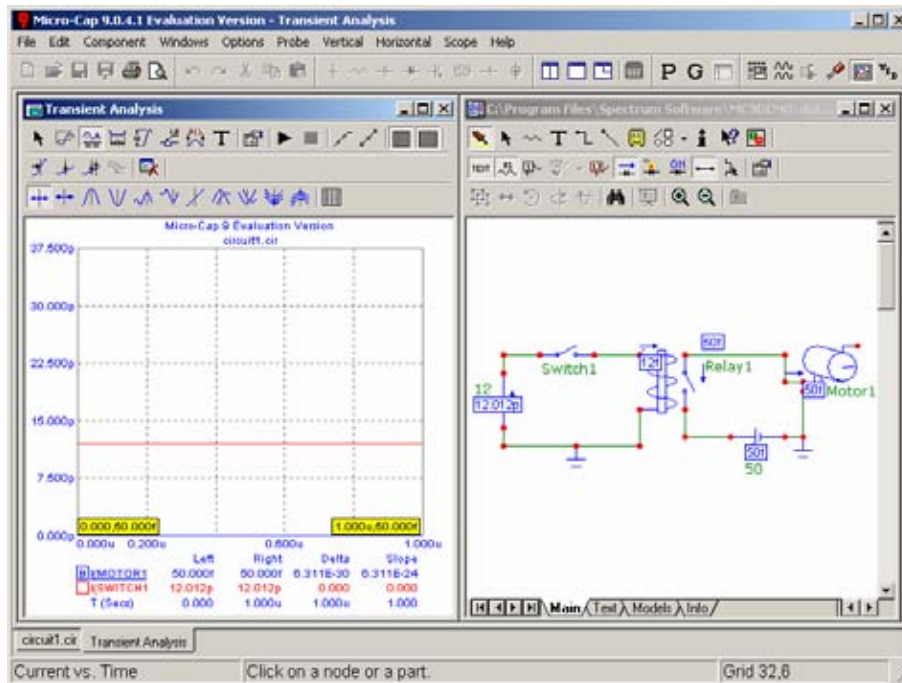 Micro-Cap 9.0.4.1 Evaluation Version - Transient Analysis
File Edit Component Windows Options Probe Vertical Horizontal Scope Help
P G
Transient Analysis
T
Micro-Cap 9 Evaluation Version
circuit1.cir
37.500p
30.000p
22.500p
15.000p
7.500p
0.000p
0.000,50.000f 1.000u,50.000f
0.000u 0.200u 0.600u 1.000u
Left Right Delta Slope
I(MOTOR1 50.000f 50.000f 6.311E-30 6.311E-24
I(SWITCH1 12.012p 12.012p 0.000 0.000
T (Secs) 0.000 1.000u 1.000u 1.000
C:\Program Files\Spectrum Software
T
TEXT
Switch1
12
12.012p
12f
50f
Relay1
50f
Motor1
50f
50
Main Text Models Info
circuit1.cir Transient Analysis
Current vs. Time Click on a node or a part. Grid 32,6